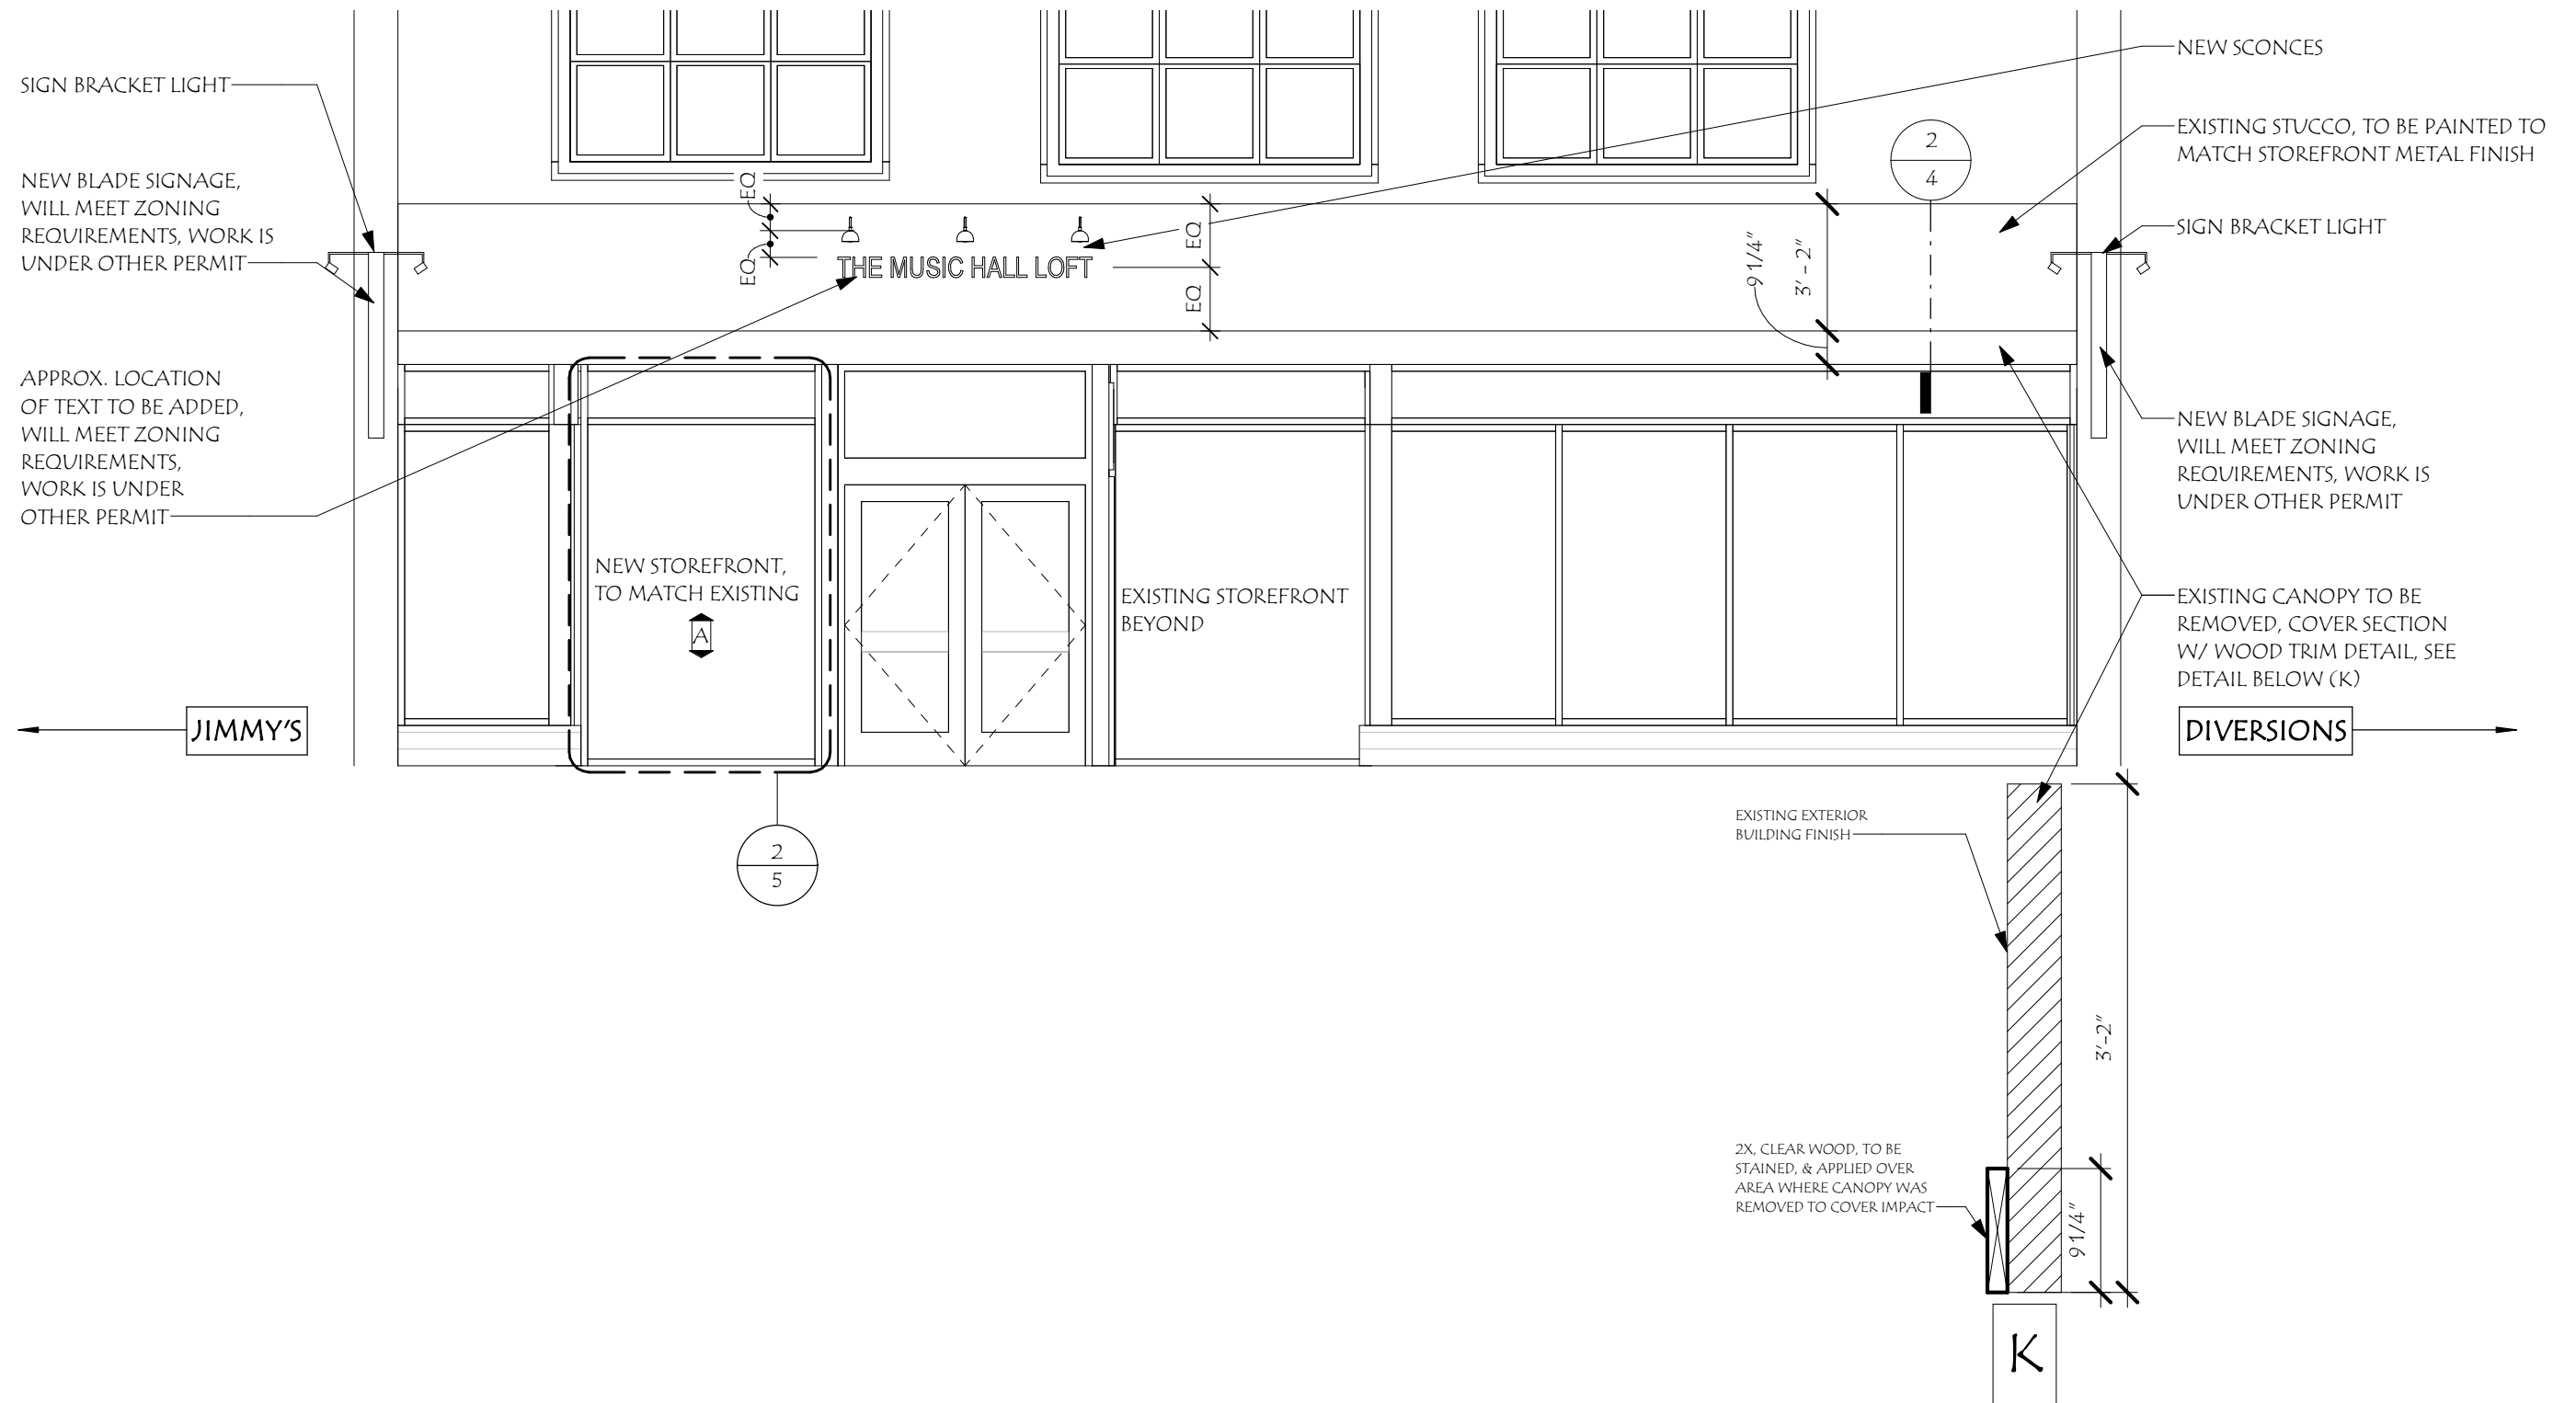 SIGN BRACKET LIGHT
NEW BLADE SIGNAGE,
WILL MEET ZONING
REQUIREMENTS, WORK IS
UNDER OTHER PERMIT
APPROX. LOCATION
OF TEXT TO BE ADDED,
WILL MEET ZONING
REQUIREMENTS,
WORK IS UNDER
OTHER PERMIT
JIMMY'S
EQ
EQ
THE MUSIC HALL LOFT
EQ
EQ
9 1/4"
3' - 2"
2
4
NEW STOREFRONT,
TO MATCH EXISTING
A
EXISTING STOREFRONT
BEYOND
2
5
NEW SCONCES
EXISTING STUCCO, TO BE PAINTED TO
MATCH STOREFRONT METAL FINISH
SIGN BRACKET LIGHT
NEW BLADE SIGNAGE,
WILL MEET ZONING
REQUIREMENTS, WORK IS
UNDER OTHER PERMIT
EXISTING CANOPY TO BE
REMOVED, COVER SECTION
W/ WOOD TRIM DETAIL, SEE
DETAIL BELOW (K)
DIVERSIONS
EXISTING EXTERIOR
BUILDING FINISH
3'-2"
2X, CLEAR WOOD, TO BE
STAINED, & APPLIED OVER
AREA WHERE CANOPY WAS
REMOVED TO COVER IMPACT
9 1/4"
K